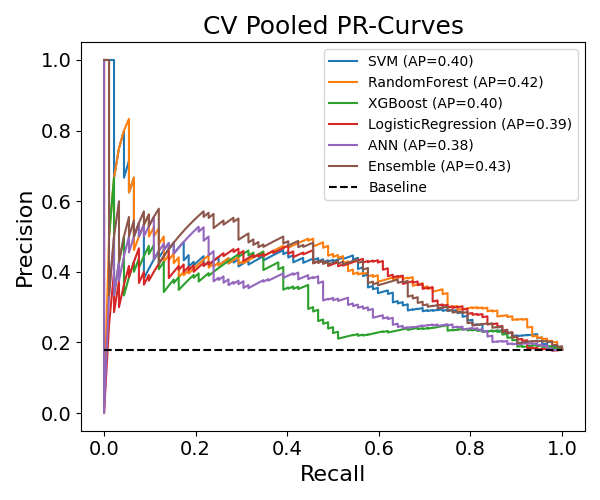 CV Pooled PR-Curves
SVM (AP=0.40)
RandomForest (AP=0.42)
XGBoost (AP=0.40)
LogisticRegression (AP=0.39)
ANN (AP=0.38)
Ensemble (AP=0.43)
Baseline
Precision
1.0
0.8
0.6
0.4
0.2
0.0
0.0 0.2 0.4 0.6 0.8 1.0
Recall